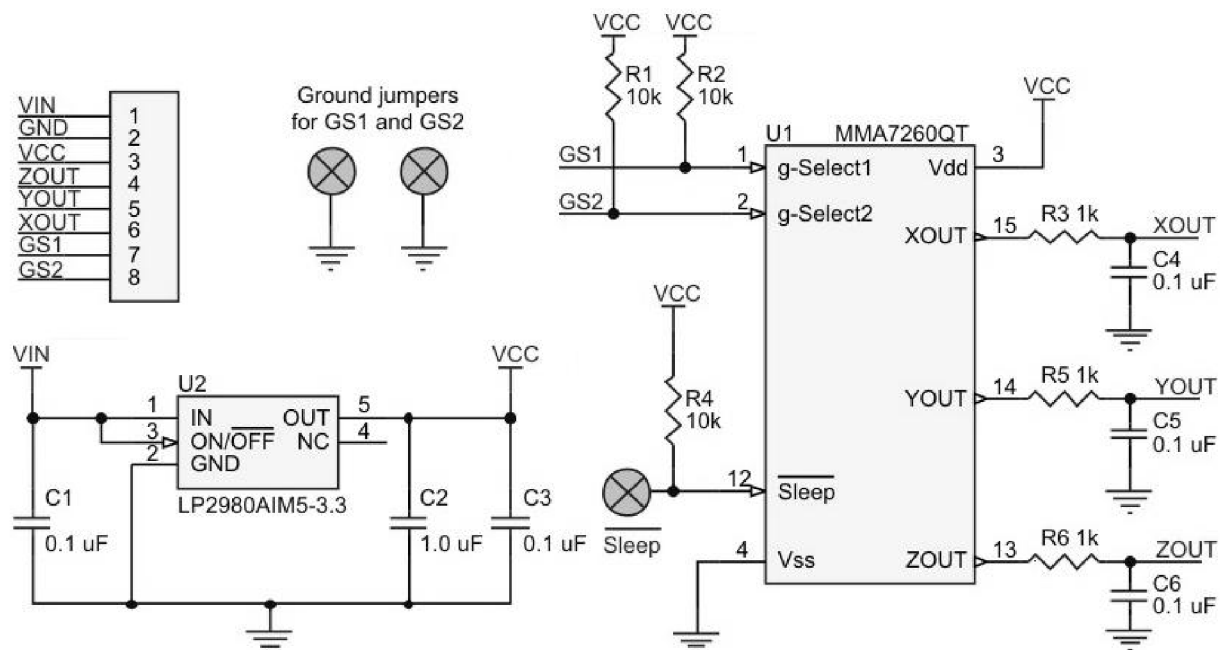 VIN
1
GND
2
VCC
3
ZOUT
4
YOUT
5
XOUT
6
GS1
7
GS2
8
Ground jumpers
for GS1 and GS2
VCC
VCC
R1
10k
R2
10k
VCC
U1
MMA7260QT
GS1
1
g-Select1
Vdd
3
GS2
2
g-Select2
XOUT
15
R3 1k
XOUT
C4
0.1 uF
VCC
R4
10k
YOUT
14
R5 1k
YOUT
C5
0.1 uF
12
Sleep
Sleep
4
Vss
ZOUT
13
R6 1k
ZOUT
C6
0.1 uF
VIN
VCC
U2
1
IN
OUT
5
3
ON/OFF
NC
4
2
GND
LP2980AIM5-3.3
C1
0.1 uF
C2
1.0 uF
C3
0.1 uF